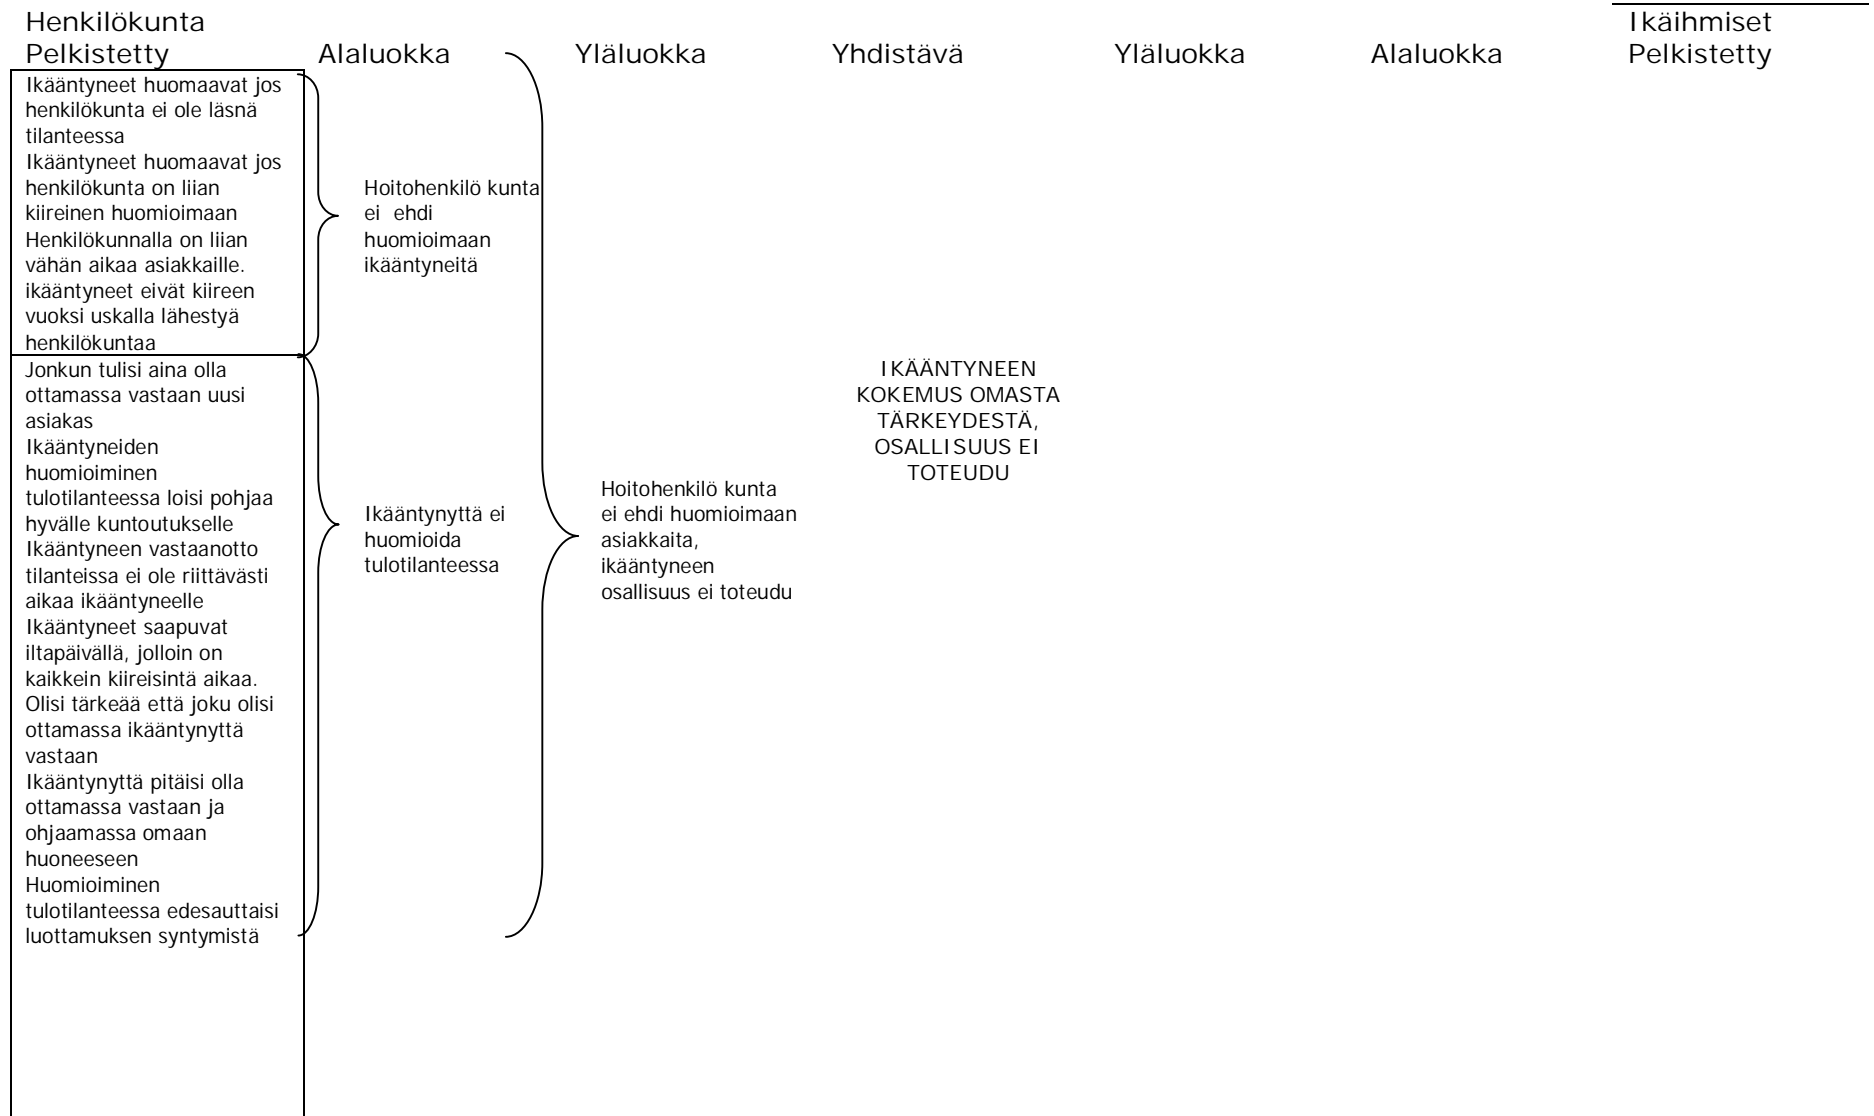 Henkilökunta
Pelkistetty
Alaluokka
Yläluokka
Yhdistävä
Yläluokka
Alaluokka
Ikäihmiset
Pelkistetty
Ikääntyneet huomaavat jos
henkilökunta ei ole läsnä
tilanteessa
Ikääntyneet huomaavat jos
henkilökunta on liian
kiireinen huomioimaan
Henkilökunnalla on liian
vähän aikaa asiakkaille.
ikääntyneet eivät kiireen
vuoksi uskalla lähestyä
henkilökuntaa
Jonkun tulisi aina olla
ottamassa vastaan uusi
asiakas
Ikääntyneiden
huomioiminen
tulotilanteessa loisi pohjaa
hyvälle kuntoutukselle
Ikääntyneen vastaanotto
tilanteissa ei ole riittävästi
aikaa ikääntyneelle
Ikääntyneet saapuvat
iltapäivällä, jolloin on
kaikkein kiireisintä aikaa.
Olisi tärkeää että joku olisi
ottamassa ikääntynyttä
vastaan
Ikääntynyttä pitäisi olla
ottamassa vastaan ja
ohjaamassa omaan
huoneeseen
Huomioiminen
tulotilanteessa edesauttaisi
luottamuksen syntymistä
Hoitohenkilö kunta
ei ehdi
huomioimaan
ikääntyneitä
Ikääntynyttä ei
huomioida
tulotilanteessa
Hoitohenkilö kunta
ei ehdi huomioimaan
asiakkaita,
ikääntyneen
osallisuus ei toteudu
IKÄÄNTYNEEN
KOKEMUS OMASTA
TÄRKEYDESTÄ,
OSALLISUUS EI
TOTEUDU